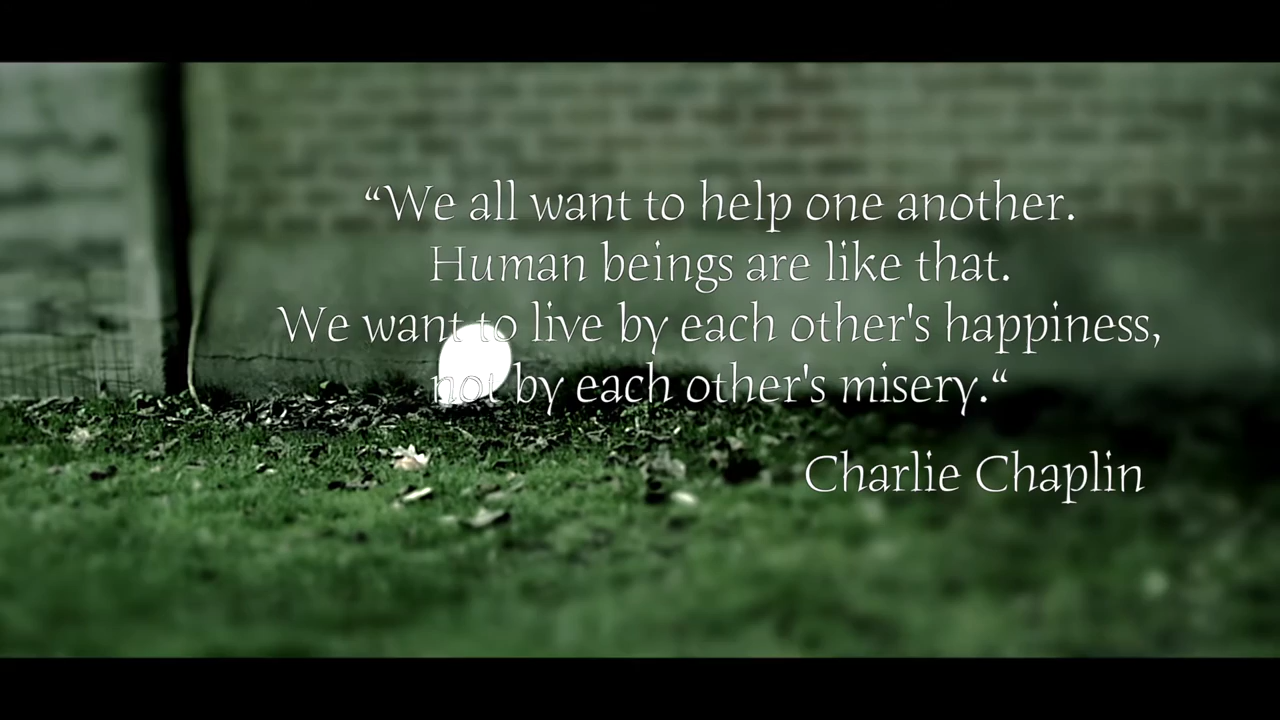 “We all want to help one another.
Human beings are like that.
We want to live by each other's happiness,
not by each other's misery.“
Charlie Chaplin